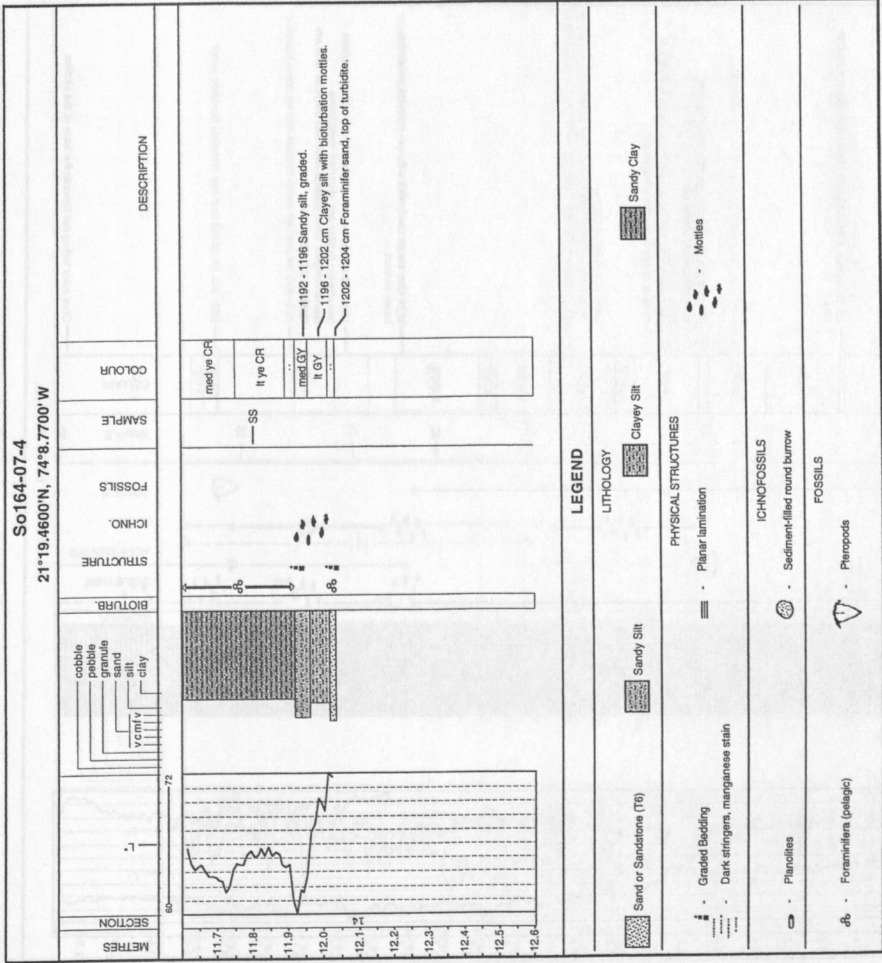 So164-07-4
21°19.4600'N, 74°8.7700'W
METRES
SECTION
60
L*
72
cobble
pebble
granule
sand
silt
clay
v c m f v
BIOTURB.
STRUCTURE
ICHNO.
FOSSILS
SAMPLE
COLOUR
DESCRIPTION
11.7
11.8
11.9
12.0
12.1
12.2
12.3
12.4
12.5
12.6
14
SS
med ye CR
lt ye CR
med GY
lt GY
1192 - 1196 Sandy silt, graded.
1196 - 1202 cm Clayey silt with bioturbation mottles.
1202 - 1204 cm Foraminifer sand, top of turbidite.
LEGEND
LITHOLOGY
Sand or Sandstone (T6)
Sandy Silt
Clayey Silt
Sandy Clay
PHYSICAL STRUCTURES
- Graded Bedding
- Planar lamination
- Mottles
- Dark stringers, manganese stain
ICHNOFOSSILS
- Planolites
- Sediment-filled round burrow
FOSSILS
- Foraminifera (pelagic)
- Pteropods